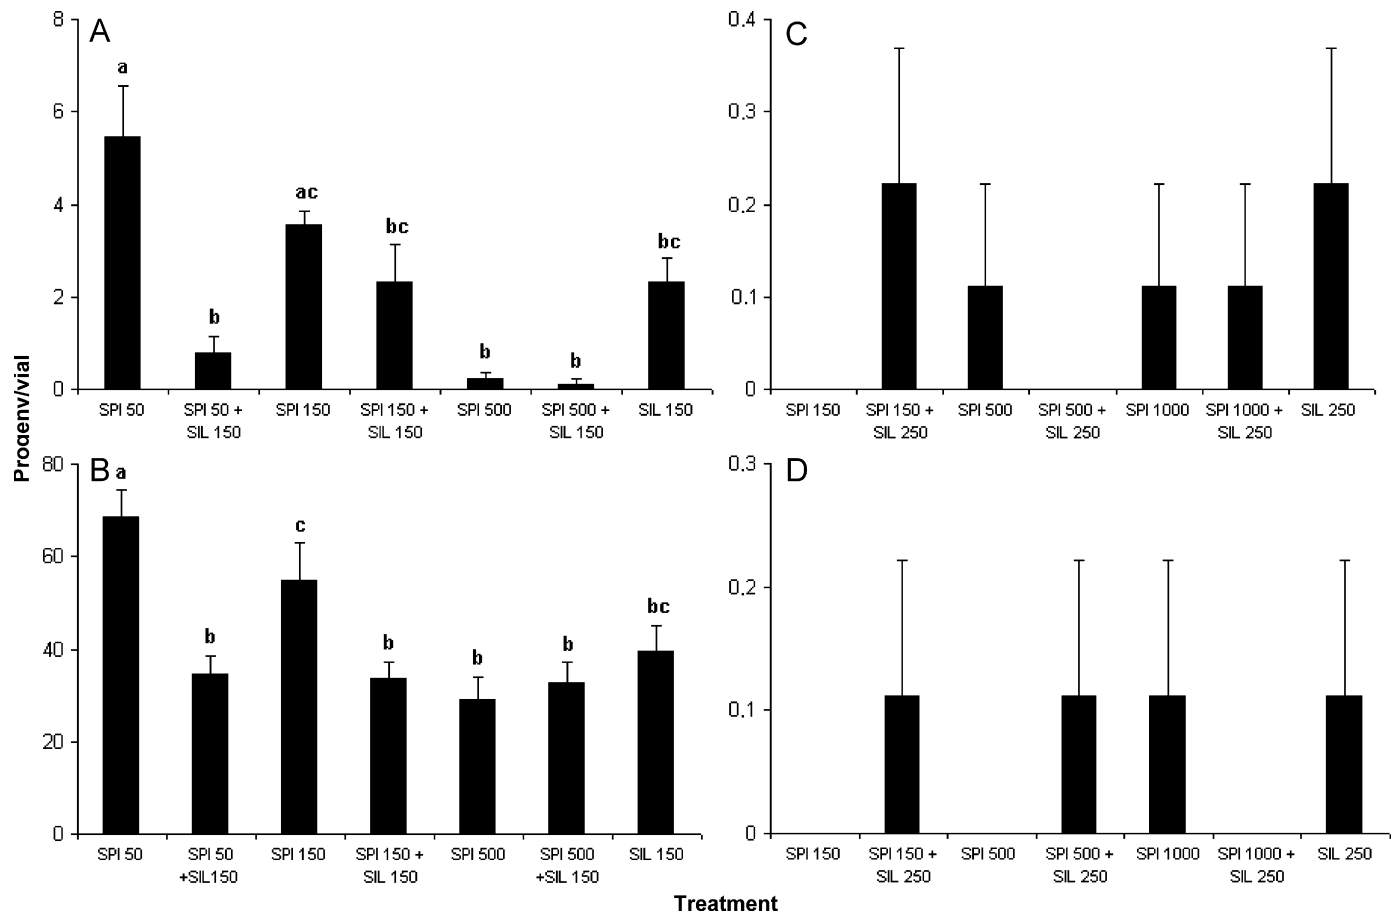 A
8
6
4
2
0
a
b
ac
bc
b
b
bc
SPI 50
SPI 50 +
SIL 150
SPI 150
SPI 150 +
SIL 150
SPI 500
SPI 500 +
SIL 150
SIL 150
C
0.4
0.3
0.2
0.1
0
SPI 150
SPI 150 +
SIL 250
SPI 500
SPI 500 +
SIL 250
SPI 1000
SPI 1000 +
SIL 250
SIL 250
Progeny/vial
B
80
60
40
20
0
a
b
c
b
b
b
bc
SPI 50
SPI 50
+SIL150
SPI 150
SPI 150 +
SIL 150
SPI 500
SPI 500
+SIL 150
SIL 150
D
0.3
0.2
0.1
0
SPI 150
SPI 150 +
SIL 250
SPI 500
SPI 500 +
SIL 250
SPI 1000
SPI 1000 +
SIL 250
SIL 250
Treatment